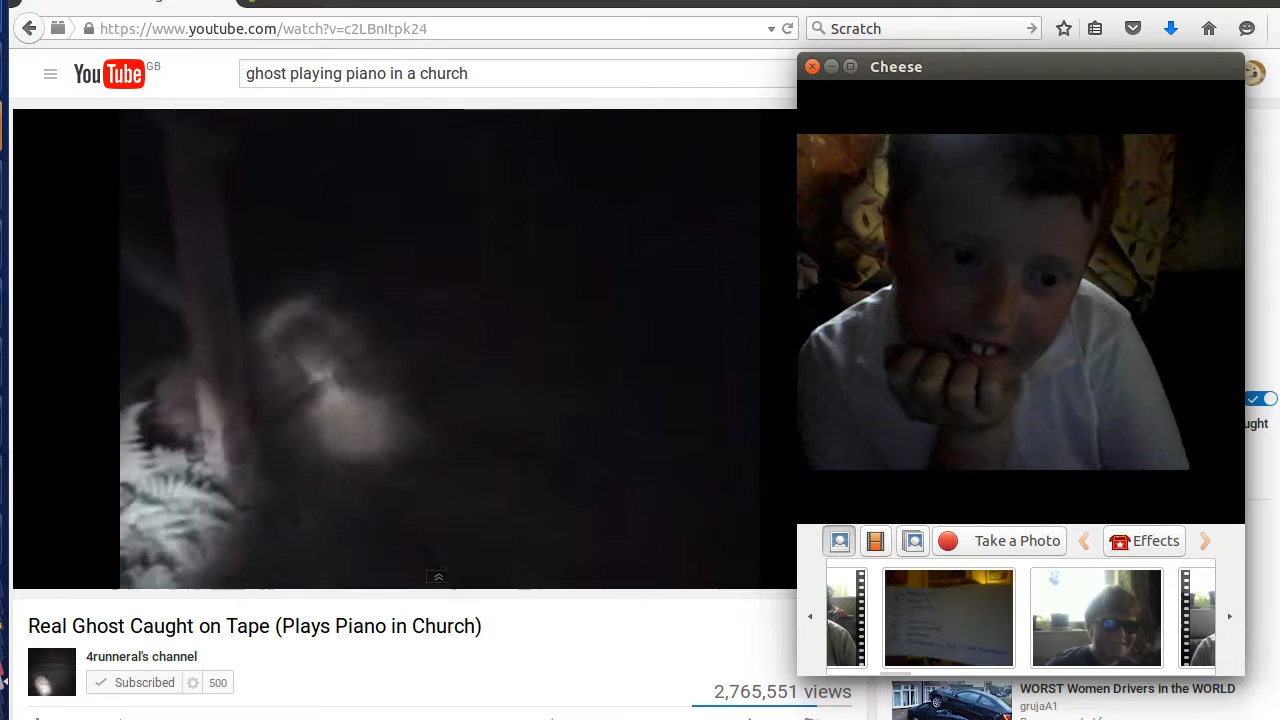 https://www.youtube.com/watch?v=c2LBnItpk24
Scratch
YouTube GB
ghost playing piano in a church
Cheese
ught
Take a Photo
Effects
Real Ghost Caught on Tape (Plays Piano in Church)
4runneral's channel
Subscribed
500
2,765,551 views
WORST Women Drivers in the WORLD
grujaA1